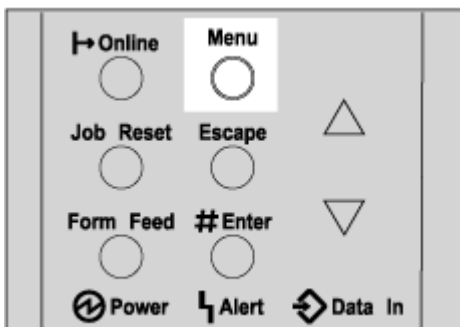 Online Menu
Job Reset Escape
Form Feed # Enter
Power Alert Data In